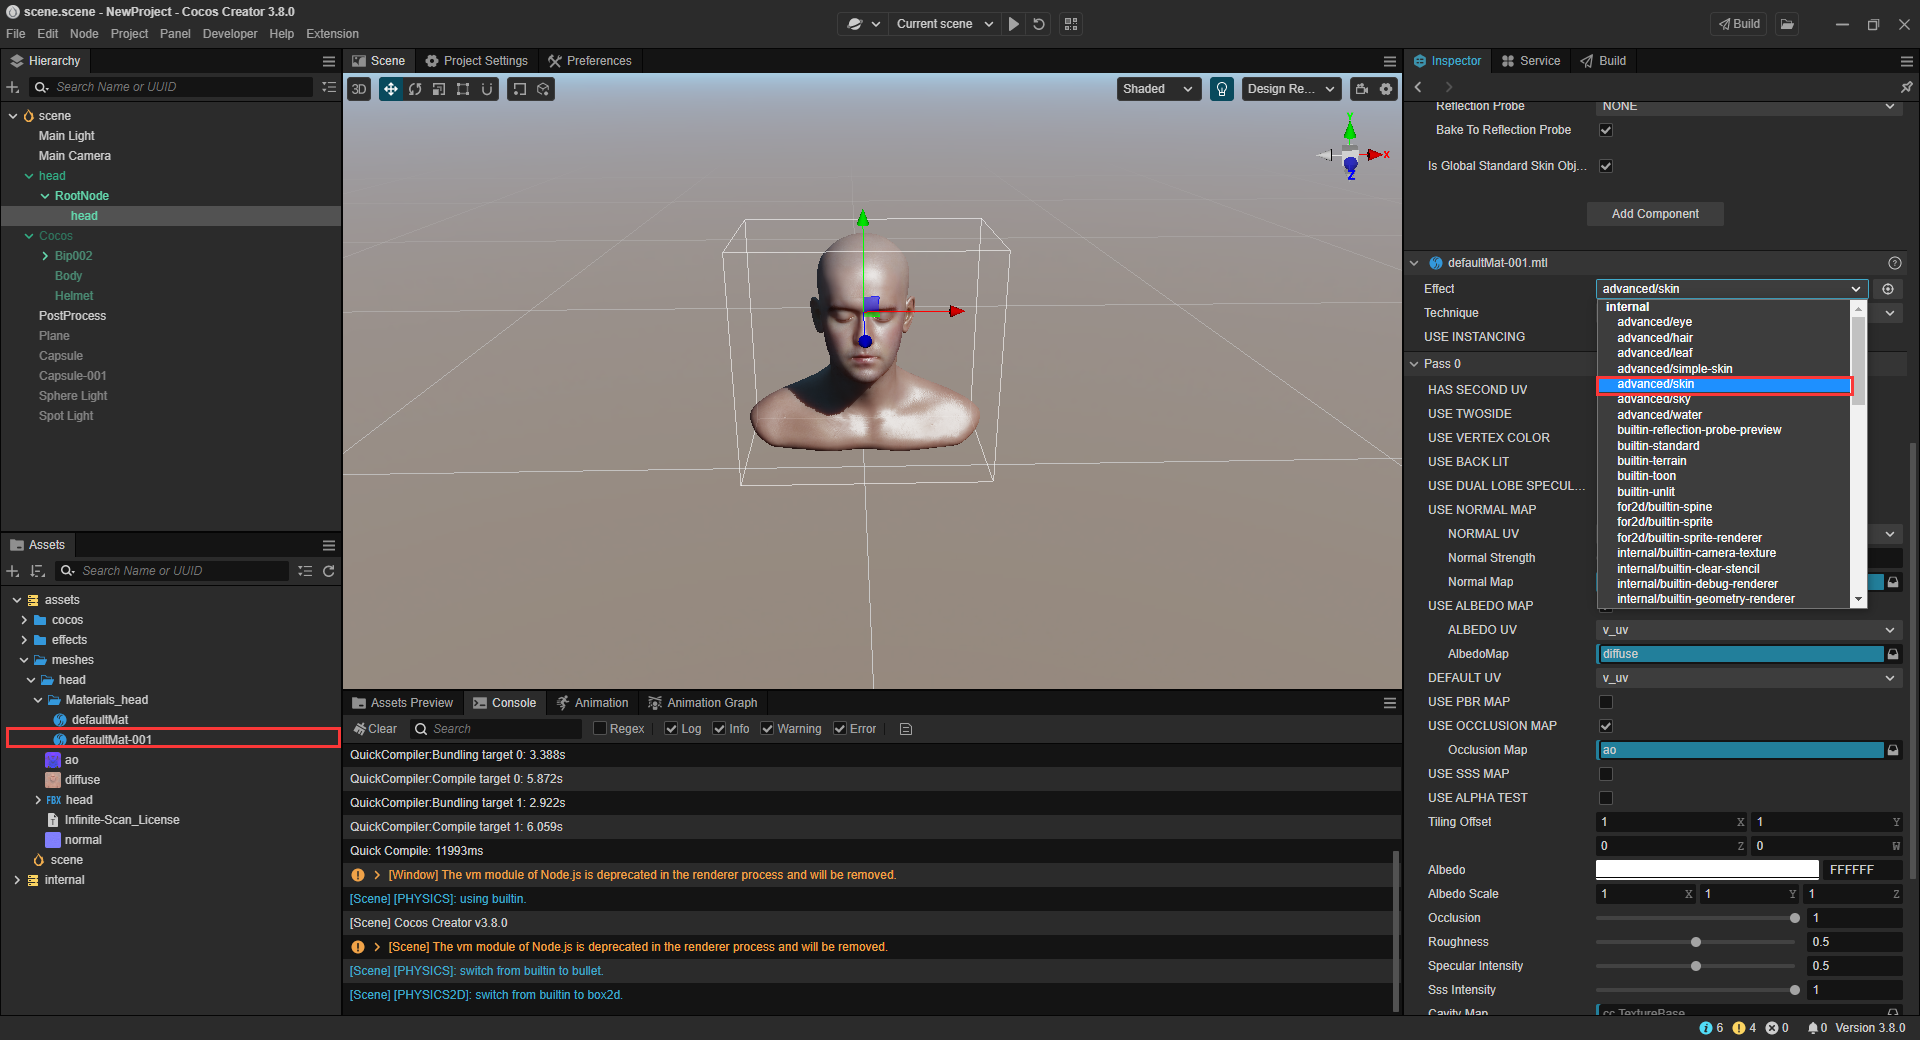 scene.scene - NewProject - Cocos Creator 3.8.0
File Edit Node Project Panel Developer Help Extension
Current scene
Build
Hierarchy
Search Name or UUID
scene
Main Light
Main Camera
head
RootNode
head
Cocos
Bip002
Body
Helmet
PostProcess
Plane
Capsule
Capsule-001
Sphere Light
Spot Light
Assets
Search Name or UUID
assets
cocos
effects
meshes
head
Materials_head
defaultMat
defaultMat-001
ao
diffuse
FBX head
Infinite-Scan_License
normal
scene
internal
Scene Project Settings Preferences
3D
Shaded
Design Re...
Y
X
Z
Assets Preview Console Animation Animation Graph
Clear Search Regex Log Info Warning Error
QuickCompiler:Bundling target 0: 3.388s
QuickCompiler:Compile target 0: 5.872s
QuickCompiler:Bundling target 1: 2.922s
QuickCompiler:Compile target 1: 6.059s
Quick Compile: 11993ms
[Window] The vm module of Node.js is deprecated in the renderer process and will be removed.
[Scene] [PHYSICS]: using builtin.
[Scene] Cocos Creator v3.8.0
[Scene] The vm module of Node.js is deprecated in the renderer process and will be removed.
[Scene] [PHYSICS]: switch from builtin to bullet.
[Scene] [PHYSICS2D]: switch from builtin to box2d.
Inspector Service Build
Reflection Probe NONE
Bake To Reflection Probe
Is Global Standard Skin Obj...
Add Component
defaultMat-001.mtl
Effect advanced/skin
Technique
USE INSTANCING
Pass 0
internal
advanced/eye
advanced/hair
advanced/leaf
advanced/simple-skin
advanced/skin
advanced/sky
advanced/water
builtin-reflection-probe-preview
builtin-standard
builtin-terrain
builtin-toon
builtin-unlit
for2d/builtin-spine
for2d/builtin-sprite
for2d/builtin-sprite-renderer
internal/builtin-camera-texture
internal/builtin-clear-stencil
internal/builtin-debug-renderer
internal/builtin-geometry-renderer
HAS SECOND UV
USE TWOSIDE
USE VERTEX COLOR
USE BACK LIT
USE DUAL LOBE SPECUL...
USE NORMAL MAP
NORMAL UV
Normal Strength
Normal Map
USE ALBEDO MAP
ALBEDO UV v_uv
AlbedoMap diffuse
DEFAULT UV v_uv
USE PBR MAP
USE OCCLUSION MAP
Occlusion Map ao
USE SSS MAP
USE ALPHA TEST
Tiling Offset 1 X 1 Y
0 Z 0 W
Albedo FFFFFF
Albedo Scale 1 X 1 Y 1 Z
Occlusion 1
Roughness 0.5
Specular Intensity 0.5
Sss Intensity 1
Cavity Map cc.TextureBase
6 4 0 0 Version 3.8.0